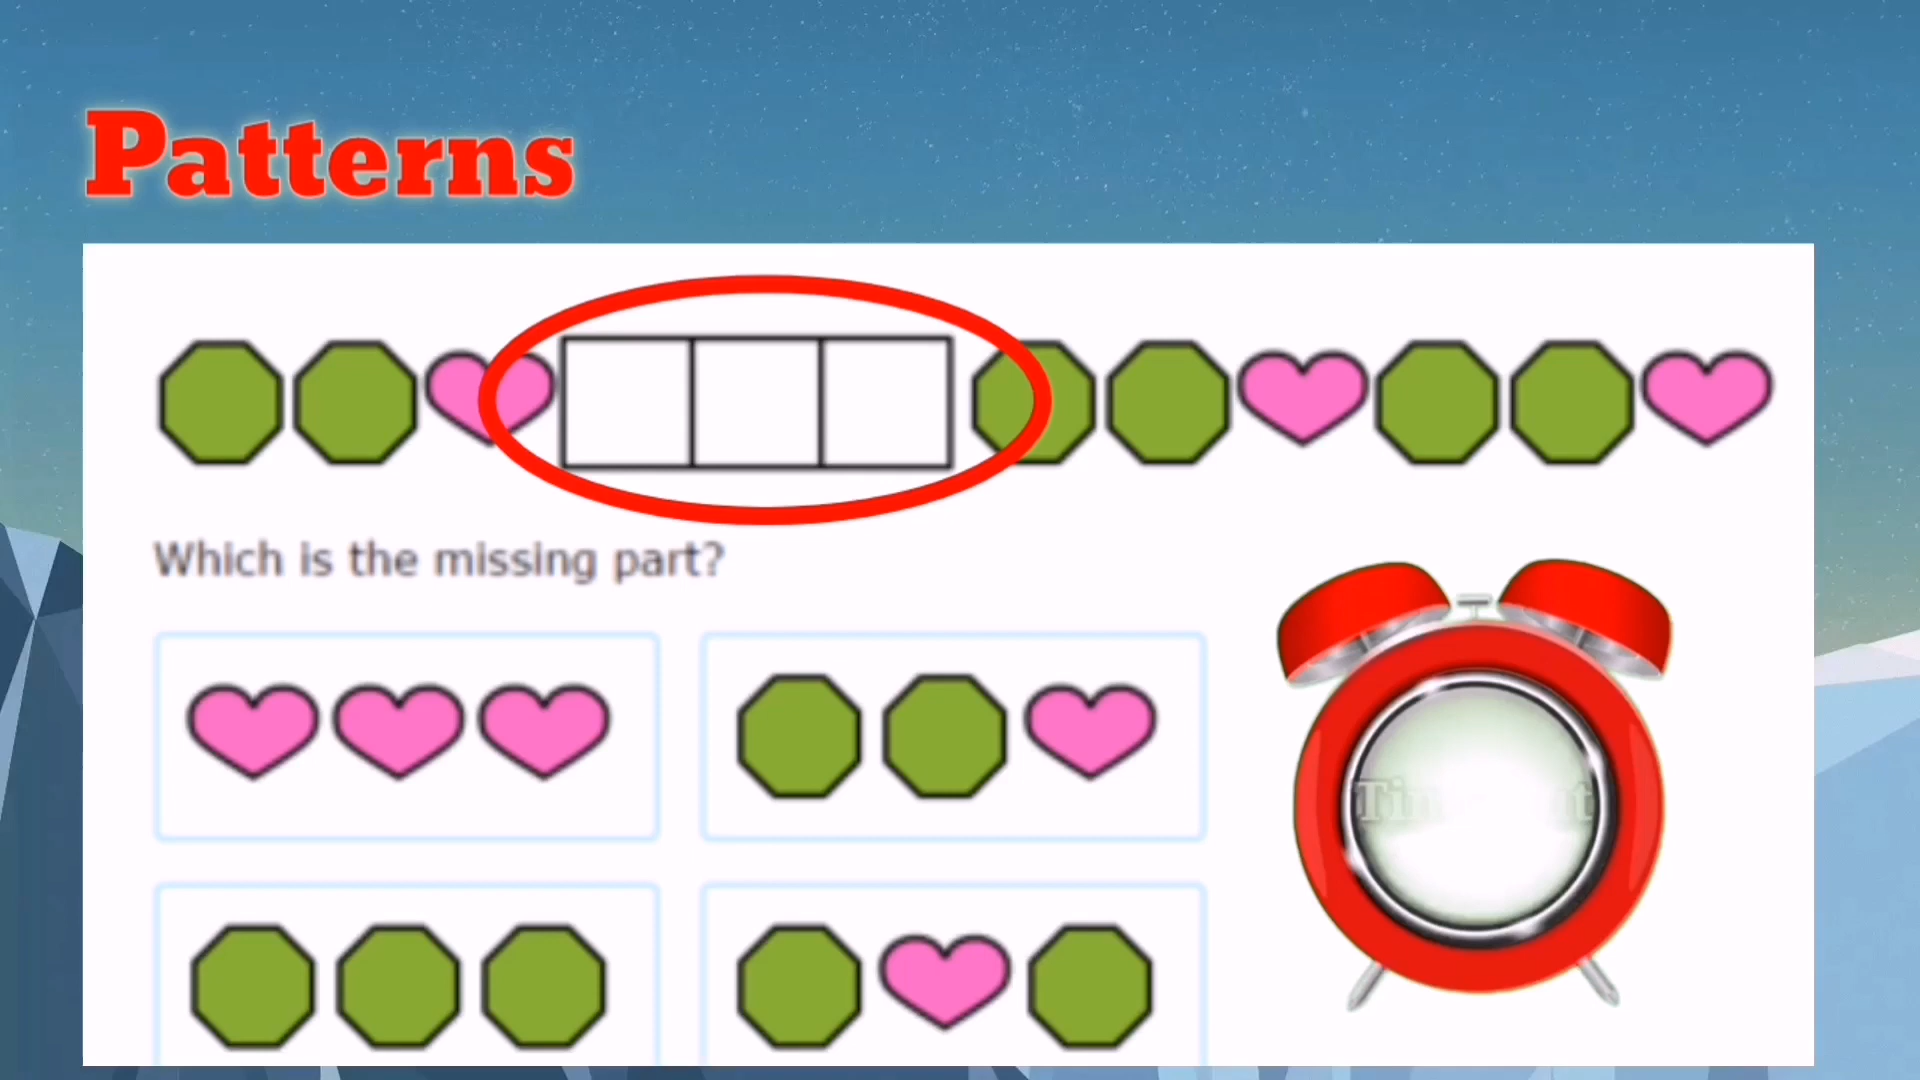 Patterns
Which is the missing part?